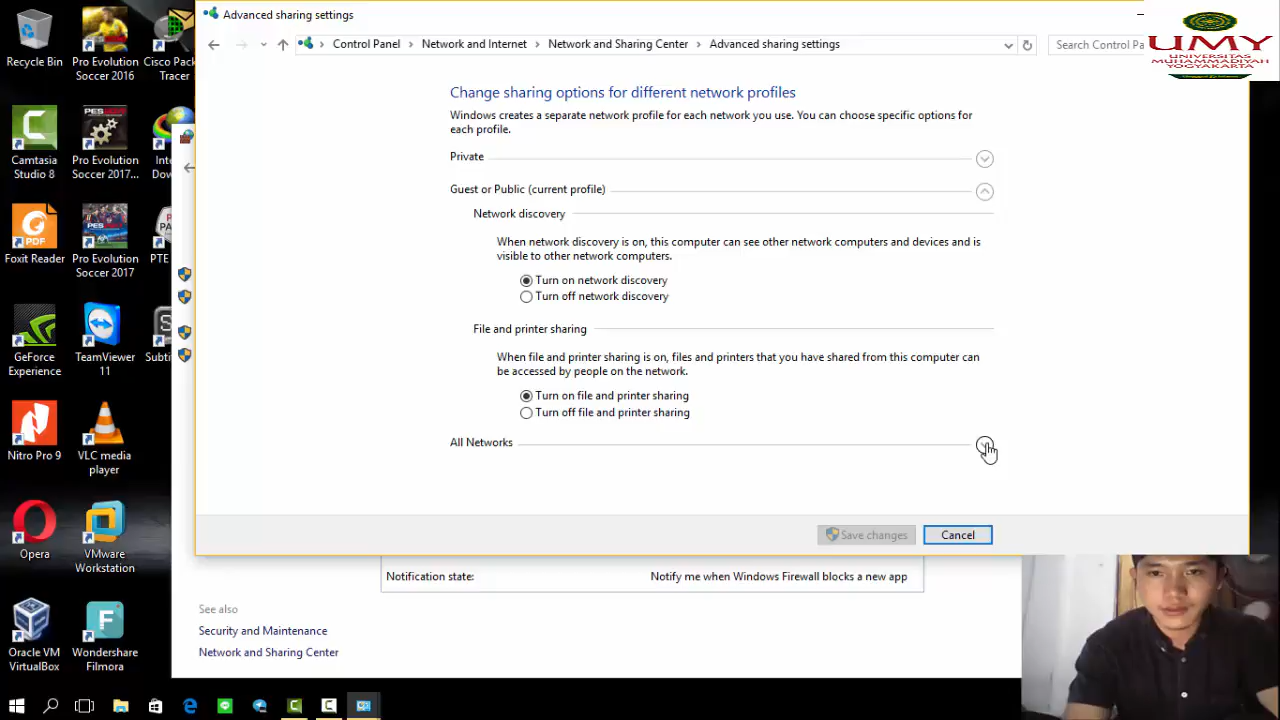 Advanced sharing settings
Control Panel > Network and Internet > Network and Sharing Center > Advanced sharing settings
Search Control Pa
UMY
UNIVERSITAS
MUHAMMADIYAH
YOGYAKARTA
Change sharing options for different network profiles
Windows creates a separate network profile for each network you use. You can choose specific options for
each profile.
Private
Guest or Public (current profile)
Network discovery
When network discovery is on, this computer can see other network computers and devices and is
visible to other network computers.
Turn on network discovery
Turn off network discovery
File and printer sharing
When file and printer sharing is on, files and printers that you have shared from this computer can
be accessed by people on the network.
Turn on file and printer sharing
Turn off file and printer sharing
All Networks
Save changes
Cancel
Notification state:
Notify me when Windows Firewall blocks a new app
See also
Security and Maintenance
Network and Sharing Center
Recycle Bin
Pro Evolution
Soccer 2016
Cisco Pack
Tracer
Camtasia
Studio 8
Pro Evolution
Soccer 2017...
Inte
Dow
PDF
Foxit Reader
Pro Evolution
Soccer 2017
PA
PTE
GeForce
Experience
TeamViewer
11
Subti
Nitro Pro 9
VLC media
player
Opera
VMware
Workstation
Oracle VM
VirtualBox
Wondershare
Filmora